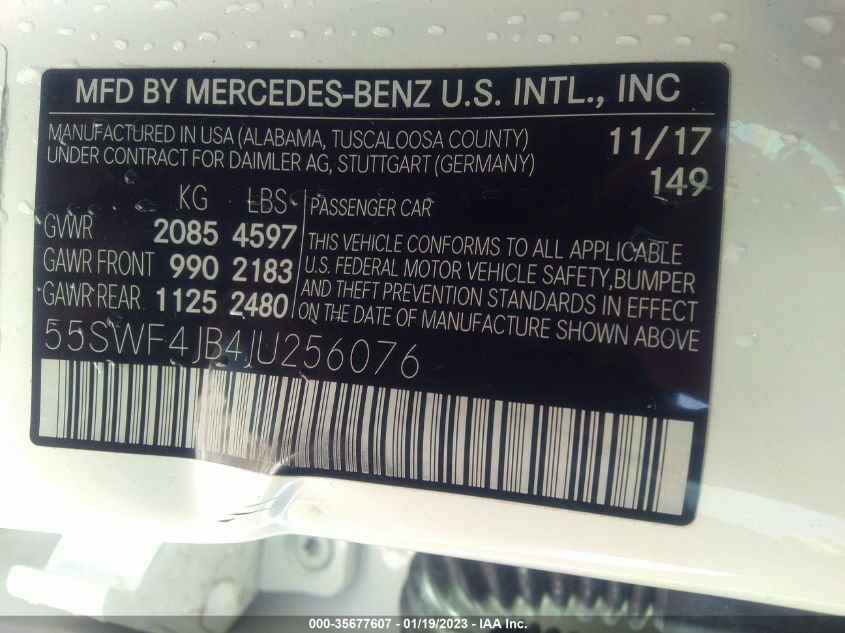 MFD BY MERCEDES-BENZ U.S. INTL., INC
MANUFACTURED IN USA (ALABAMA, TUSCALOOSA COUNTY)
UNDER CONTRACT FOR DAIMLER AG, STUTTGART (GERMANY)
11/17
149
KG LBS
GVWR 2085 4597
GAWR FRONT 990 2183
GAWR REAR 1125 2480
PASSENGER CAR
THIS VEHICLE CONFORMS TO ALL APPLICABLE
U.S. FEDERAL MOTOR VEHICLE SAFETY,BUMPER
AND THEFT PREVENTION STANDARDS IN EFFECT
ON THE DATE OF MANUFACTURE SHOWN ABOVE
55SWF4JB4JU256076
000-35677607 / 01/19/2023 - IAA Inc.